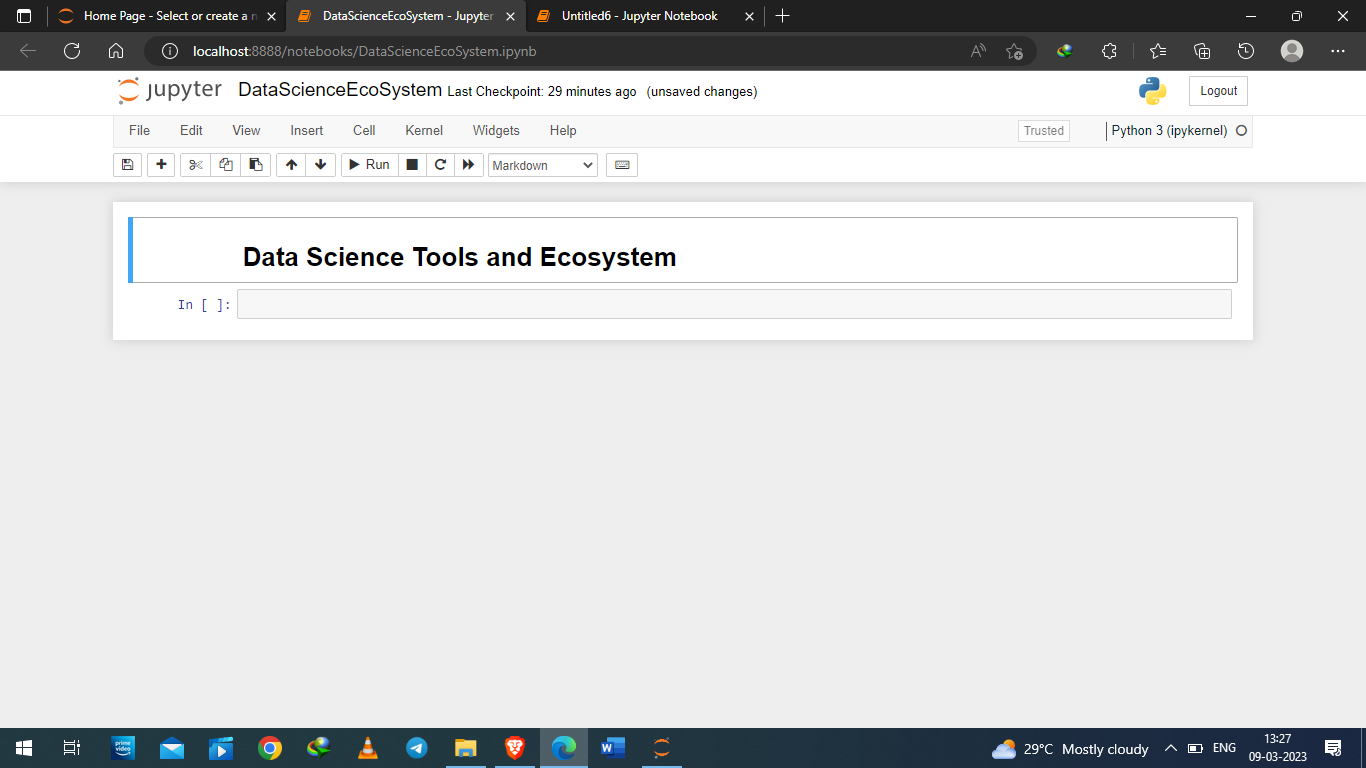 Home Page - Select or create a n
DataScienceEcoSystem - Jupyter
Untitled6 - Jupyter Notebook
localhost:8888/notebooks/DataScienceEcoSystem.ipynb
jupyter DataScienceEcoSystem Last Checkpoint: 29 minutes ago (unsaved changes)
Logout
File Edit View Insert Cell Kernel Widgets Help
Trusted
Python 3 (ipykernel)
Run
Markdown
Data Science Tools and Ecosystem
In [ ]:
prime video
W
29°C Mostly cloudy
ENG
13:27
09-03-2023